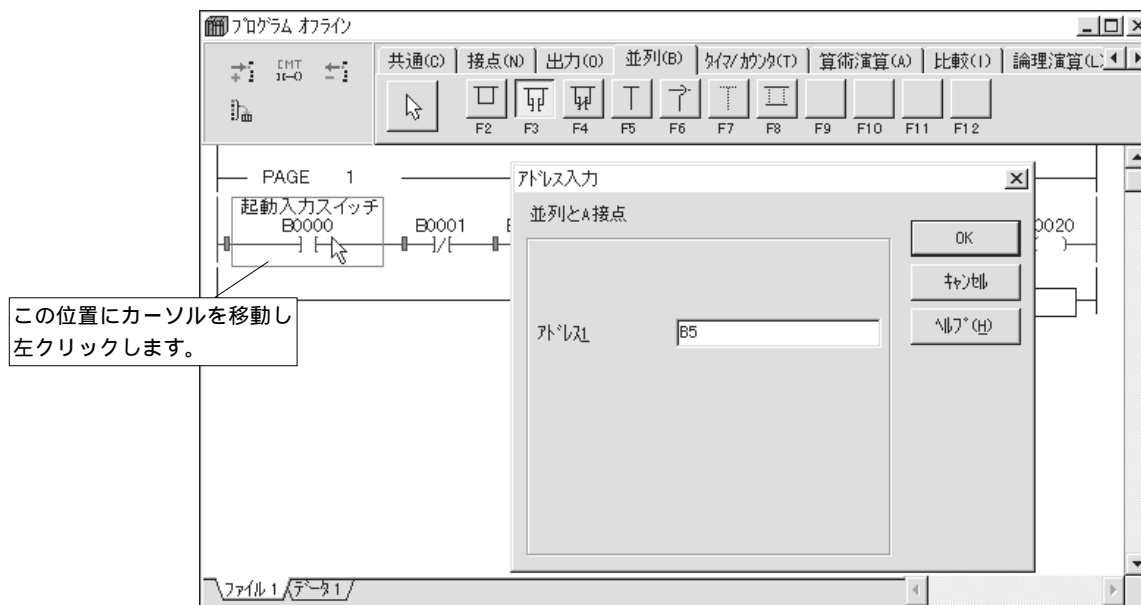 プログラム オフライン
共通(C) 接点(N) 出力(O) 並列(B) タイマ/カウンタ(T) 算術演算(A) 比較(I) 論理演算(L)
CMT
F2 F3 F4 F5 F6 F7 F8 F9 F10 F11 F12
PAGE 1
起動入力スイッチ
B0000
B0001
0020
アドレス入力
並列とA接点
アドレス1
B5
OK
キャンセル
ヘルプ(H)
この位置にカーソルを移動し
左クリックします。
ファイル 1 データ 1